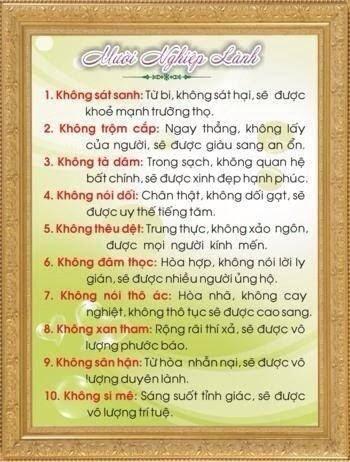 Mười Nghiệp Lành
1. Không sát sanh: Từ bi, không sát hại, sẽ được
khoẻ mạnh trường thọ.
2. Không trộm cắp: Ngay thẳng, không lấy
của người, sẽ được giàu sang an ổn.
3. Không tà dâm: Trong sạch, không quan hệ
bất chính, sẽ được xinh đẹp hạnh phúc.
4. Không nói dối: Chân thật, không dối gạt, sẽ
được uy thế tiếng tăm.
5. Không thêu dệt: Trung thực, không xảo ngôn,
được mọi người kính mến.
6. Không đâm thọc: Hòa hợp, không nói lời ly
gián, sẽ được nhiều người ủng hộ.
7. Không nói thô ác: Hòa nhã, không cay
nghiệt, không thô tục sẽ được cao sang.
8. Không xan tham: Rộng rãi thí xả, sẽ được vô
lượng phước báo.
9. Không sân hận: Từ hòa nhẫn nại, sẽ được vô
lượng duyên lành.
10. Không si mê: Sáng suốt tỉnh giác, sẽ được
vô lượng trí tuệ.